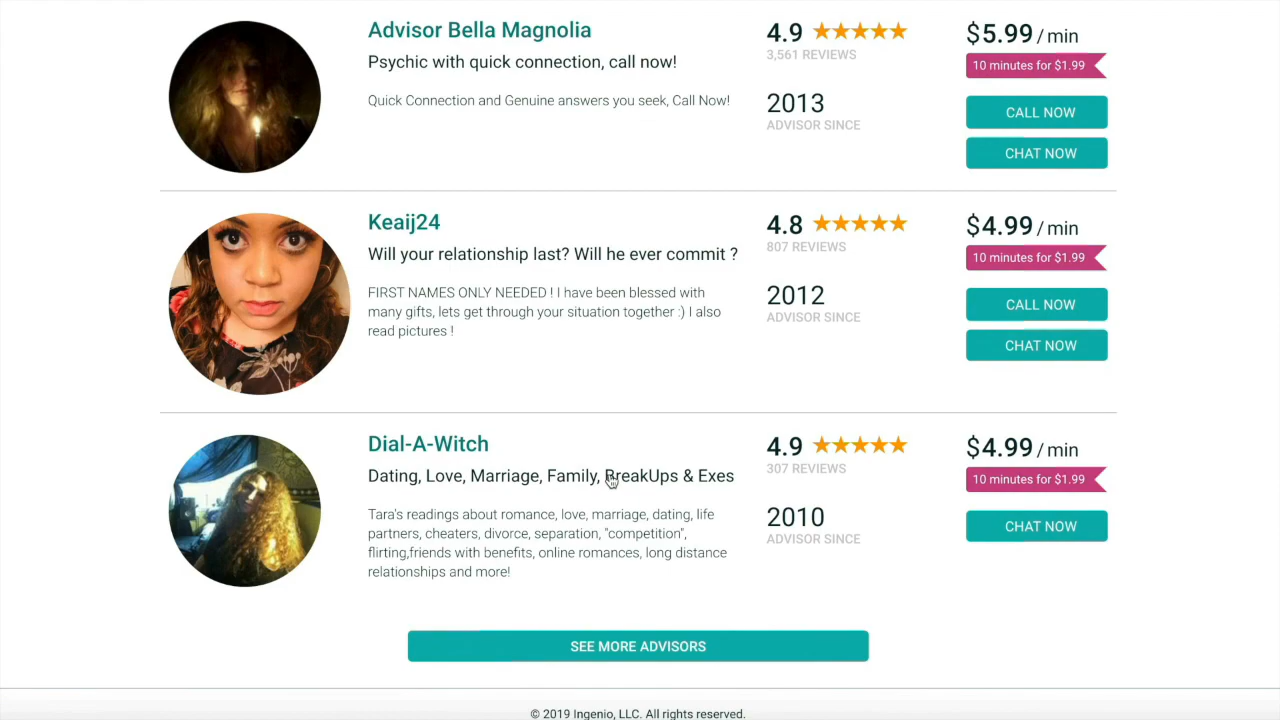 Advisor Bella Magnolia
Psychic with quick connection, call now!
Quick Connection and Genuine answers you seek, Call Now!
4.9
3,561 REVIEWS
2013
ADVISOR SINCE
$5.99 / min
10 minutes for $1.99
CALL NOW
CHAT NOW
Keaij24
Will your relationship last? Will he ever commit ?
FIRST NAMES ONLY NEEDED ! I have been blessed with
many gifts, lets get through your situation together :) I also
read pictures !
4.8
807 REVIEWS
2012
ADVISOR SINCE
$4.99 / min
10 minutes for $1.99
CALL NOW
CHAT NOW
Dial-A-Witch
Dating, Love, Marriage, Family, BreakUps & Exes
Tara's readings about romance, love, marriage, dating, life
partners, cheaters, divorce, separation, "competition",
flirting,friends with benefits, online romances, long distance
relationships and more!
4.9
307 REVIEWS
2010
ADVISOR SINCE
$4.99 / min
10 minutes for $1.99
CHAT NOW
SEE MORE ADVISORS
© 2019 Ingenio, LLC. All rights reserved.